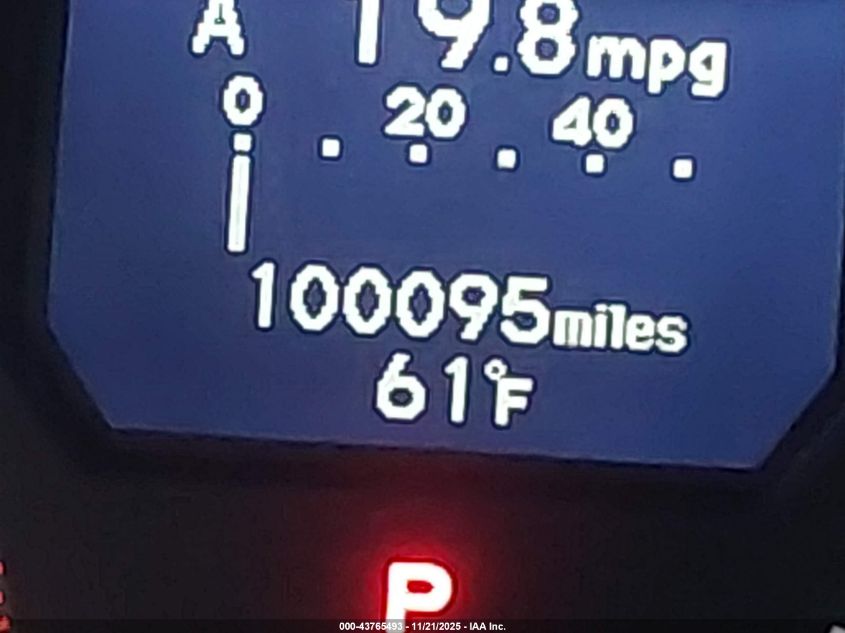 A 19.8mpg
0 20 40
100095miles
61°F
P
000-43765493 - 11/21/2025 - IAA Inc.